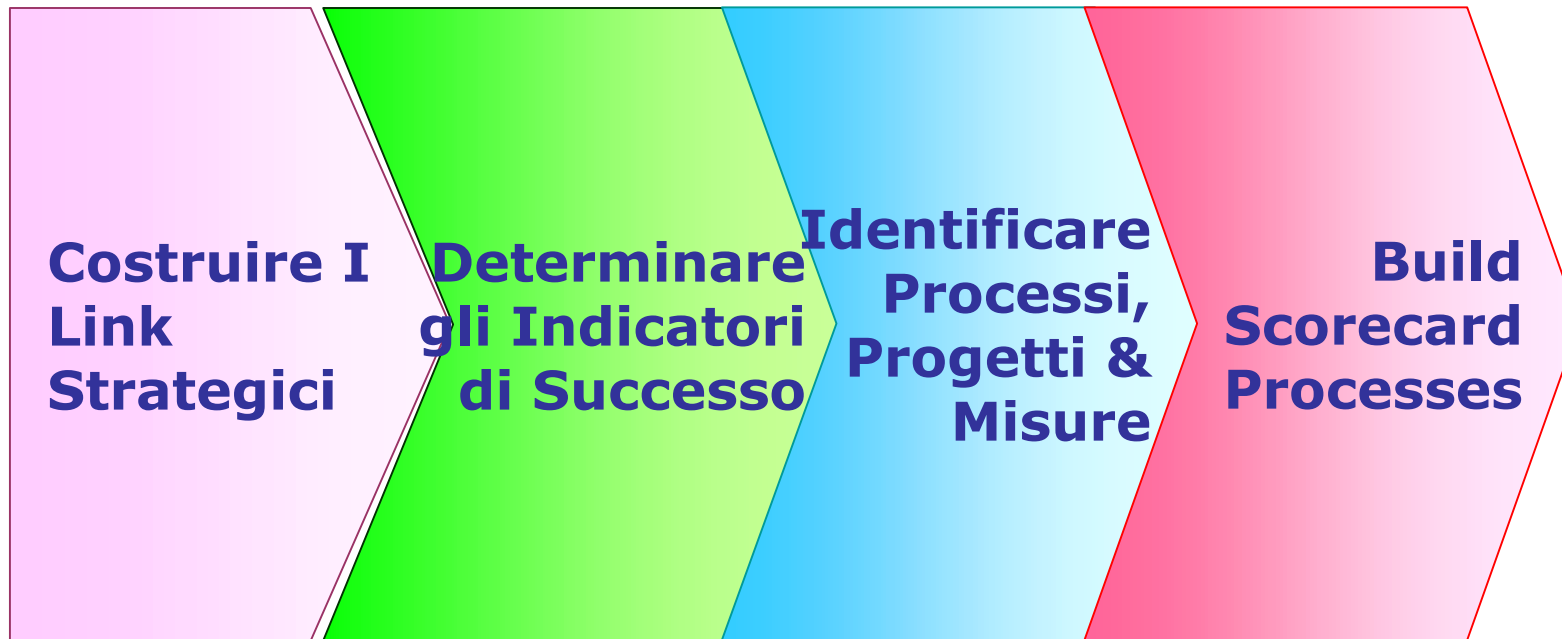 Costruire I
Link
Strategici
Determinare
gli Indicatori
di Successo
Identificare
Processi,
Progetti &
Misure
Build
Scorecard
Processes